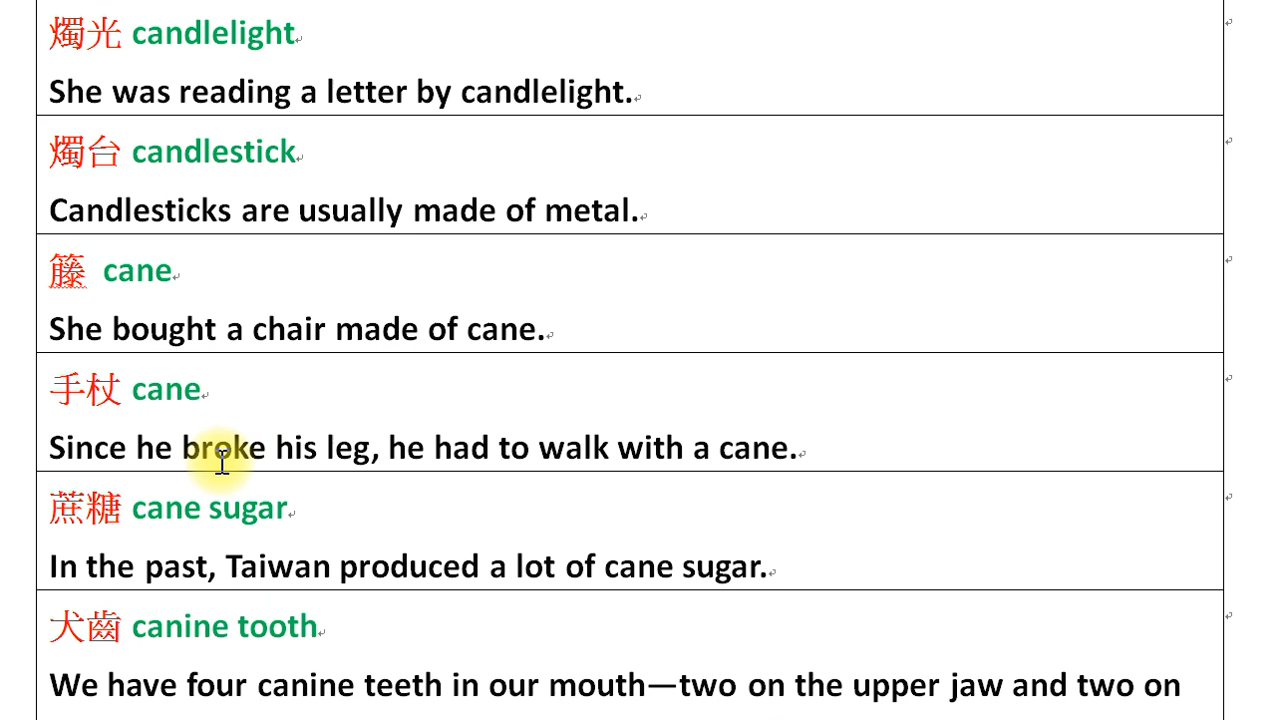 燭光 candlelight
She was reading a letter by candlelight.
燭台 candlestick
Candlesticks are usually made of metal.
籐 cane
She bought a chair made of cane.
手杖 cane
Since he broke his leg, he had to walk with a cane.
蔗糖 cane sugar
In the past, Taiwan produced a lot of cane sugar.
犬齒 canine tooth
We have four canine teeth in our mouth—two on the upper jaw and two on